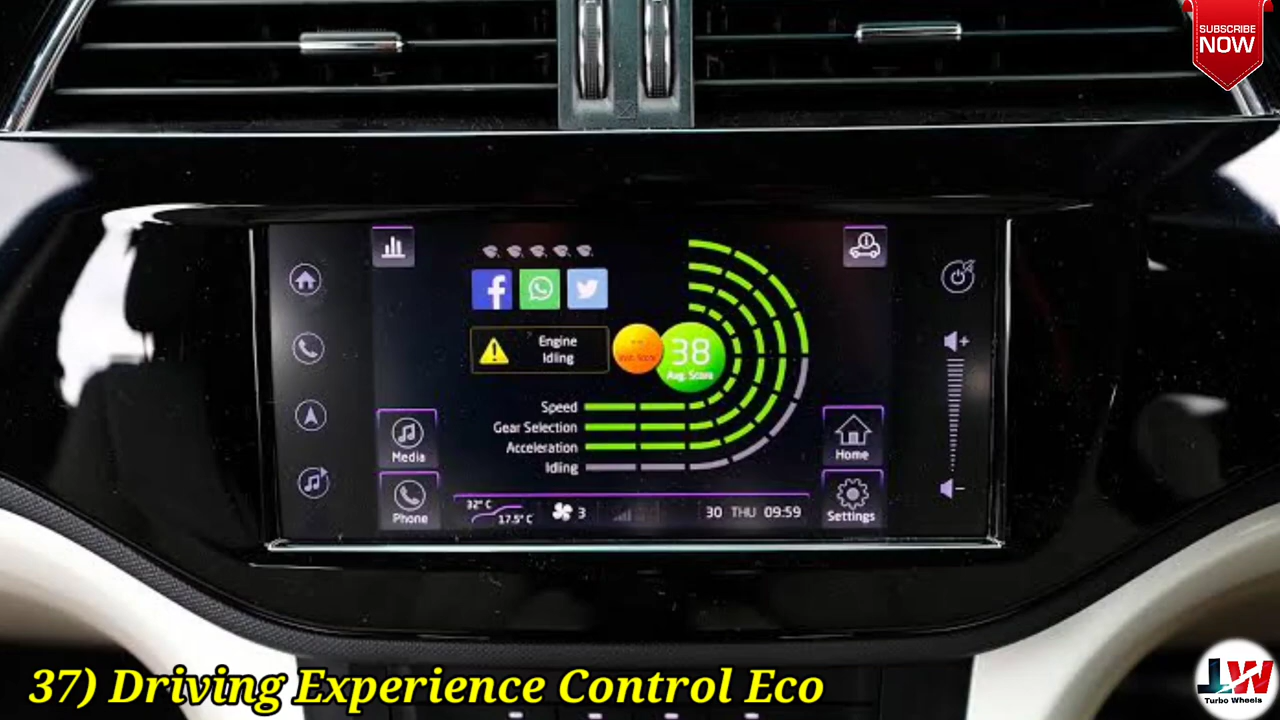 SUBSCRIBE
NOW
Engine
Idling
38
Avg. Score
Speed
Gear Selection
Acceleration
Idling
Media
Home
Phone
32° C
17.5° C
3
30 THU 09:59
Settings
37) Driving Experience Control Eco
Turbo Wheels